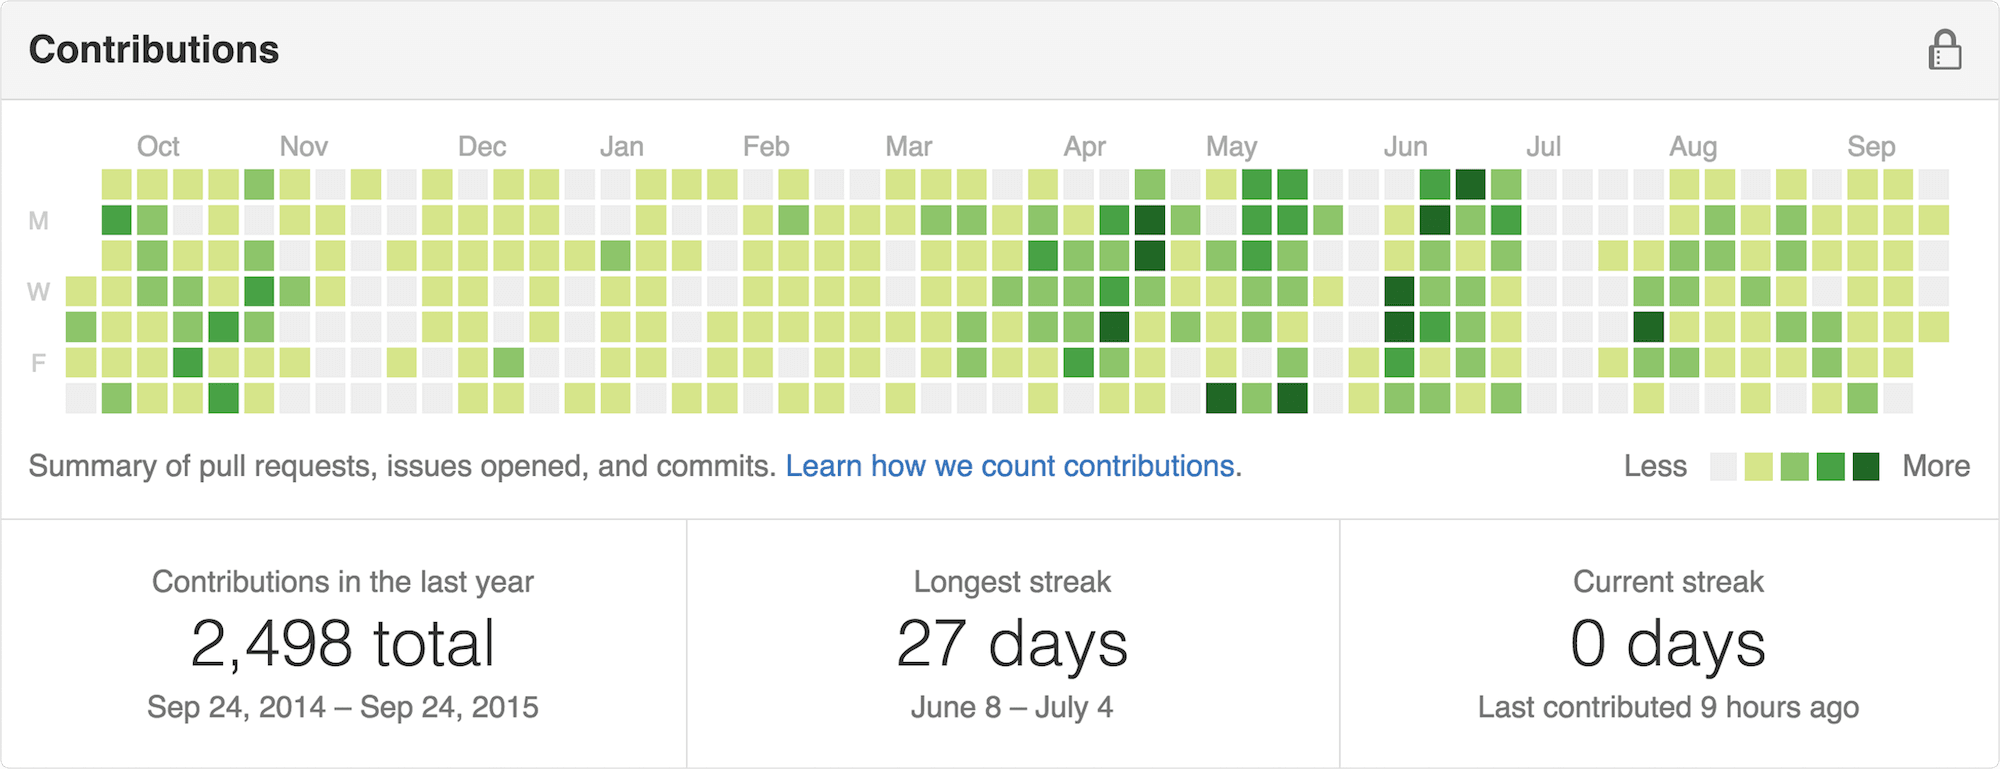 Contributions
Oct Nov Dec Jan Feb Mar Apr May Jun Jul Aug Sep
M
W
F
Summary of pull requests, issues opened, and commits. Learn how we count contributions.
Less More
Contributions in the last year
2,498 total
Sep 24, 2014 – Sep 24, 2015
Longest streak
27 days
June 8 – July 4
Current streak
0 days
Last contributed 9 hours ago